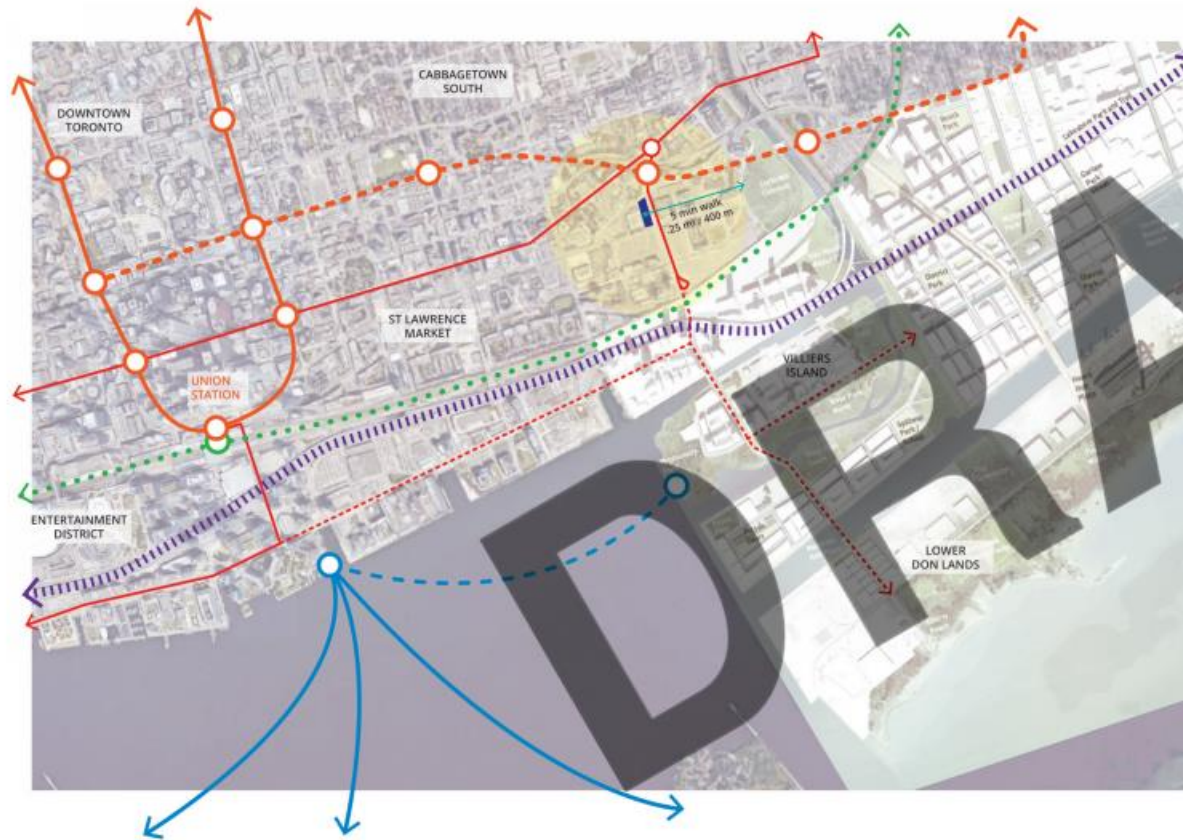 CABBAGETOWN
SOUTH
DOWNTOWN
TORONTO
5 min walk
.25 mi / 400 m
ST LAWRENCE
MARKET
UNION
STATION
VILLIERS
ISLAND
ENTERTAINMENT
DISTRICT
LOWER
DON LANDS
DRA